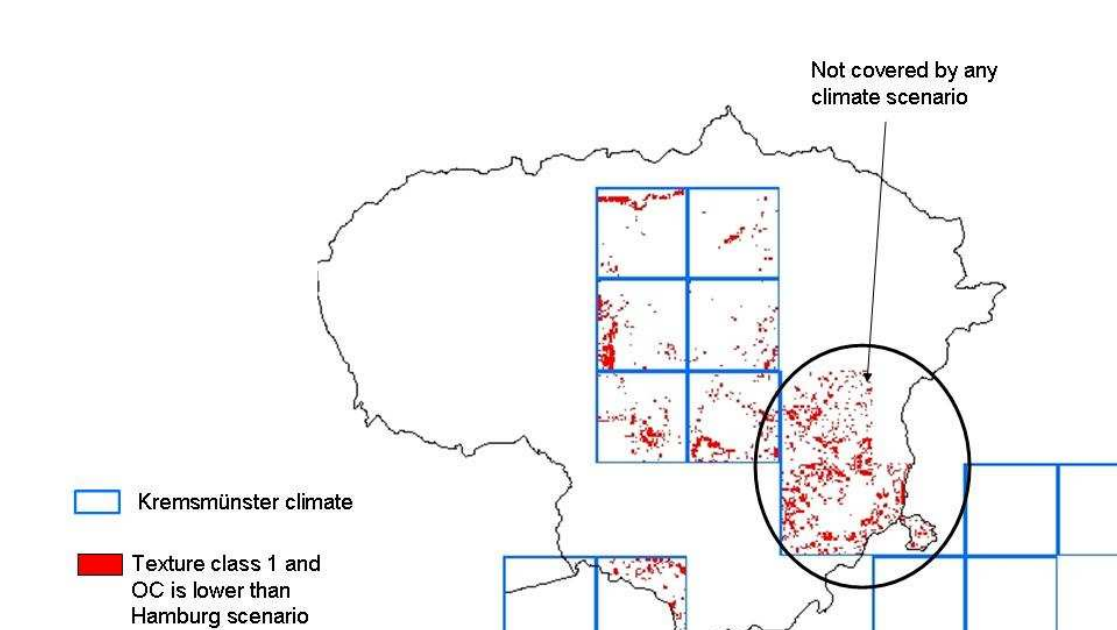 Not covered by any
climate scenario
Kremsmünster climate
Texture class 1 and
OC is lower than
Hamburg scenario